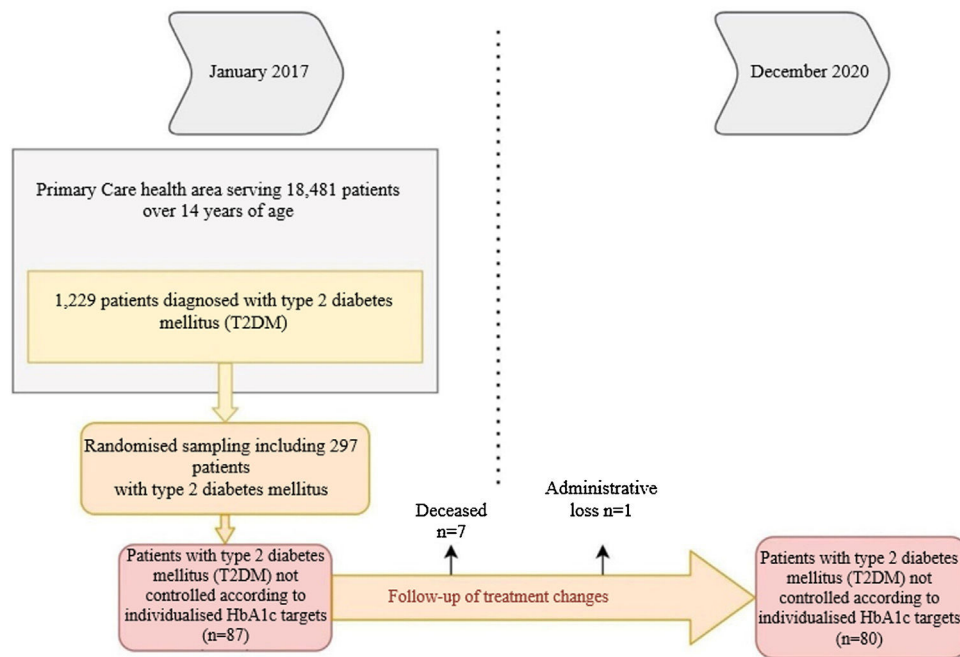 January 2017
December 2020
Primary Care health area serving 18,481 patients
over 14 years of age
1,229 patients diagnosed with type 2 diabetes
mellitus (T2DM)
Randomised sampling including 297
patients
with type 2 diabetes mellitus
Deceased
n=7
Administrative
loss n=1
Patients with type 2 diabetes
mellitus (T2DM) not
controlled according to
individualised HbA1c targets
(n=87)
Follow-up of treatment changes
Patients with type 2 diabetes
mellitus (T2DM) not
controlled according to
individualised HbA1c targets
(n=80)